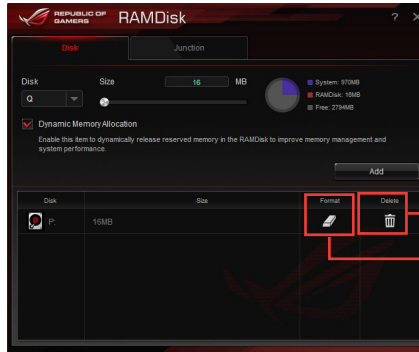 REPUBLIC OF
GAMERS
RAMDisk
?
Disk
Junction
Disk
Size
16
MB
System: 970MB
RAMDisk: 16MB
Free: 2794MB
Q
Dynamic Memory Allocation
Enable this item to dynamically release reserved memory in the RAMDisk to improve memory management and
system performance.
Add
Disk
Size
Format
Delete
P:
16MB